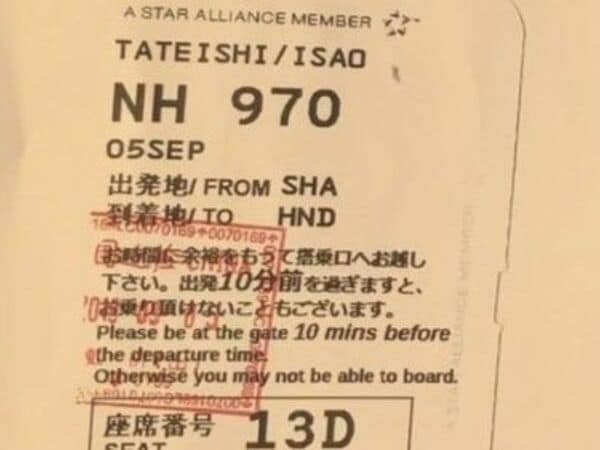 A STAR ALLIANCE MEMBER
TATEISHI/ISAO
NH 970
05SEP
出発地/ FROM SHA
到着地/ TO HND
お時間に余裕をもって搭乗口へお越し
下さい。出発10分前を過ぎますと、
お乗り頂けないこともございます。
Please be at the gate 10 mins before
the departure time.
Otherwise you may not be able to board.
座席番号 13D
SEAT
A STAR ALLIANCE MEMBER